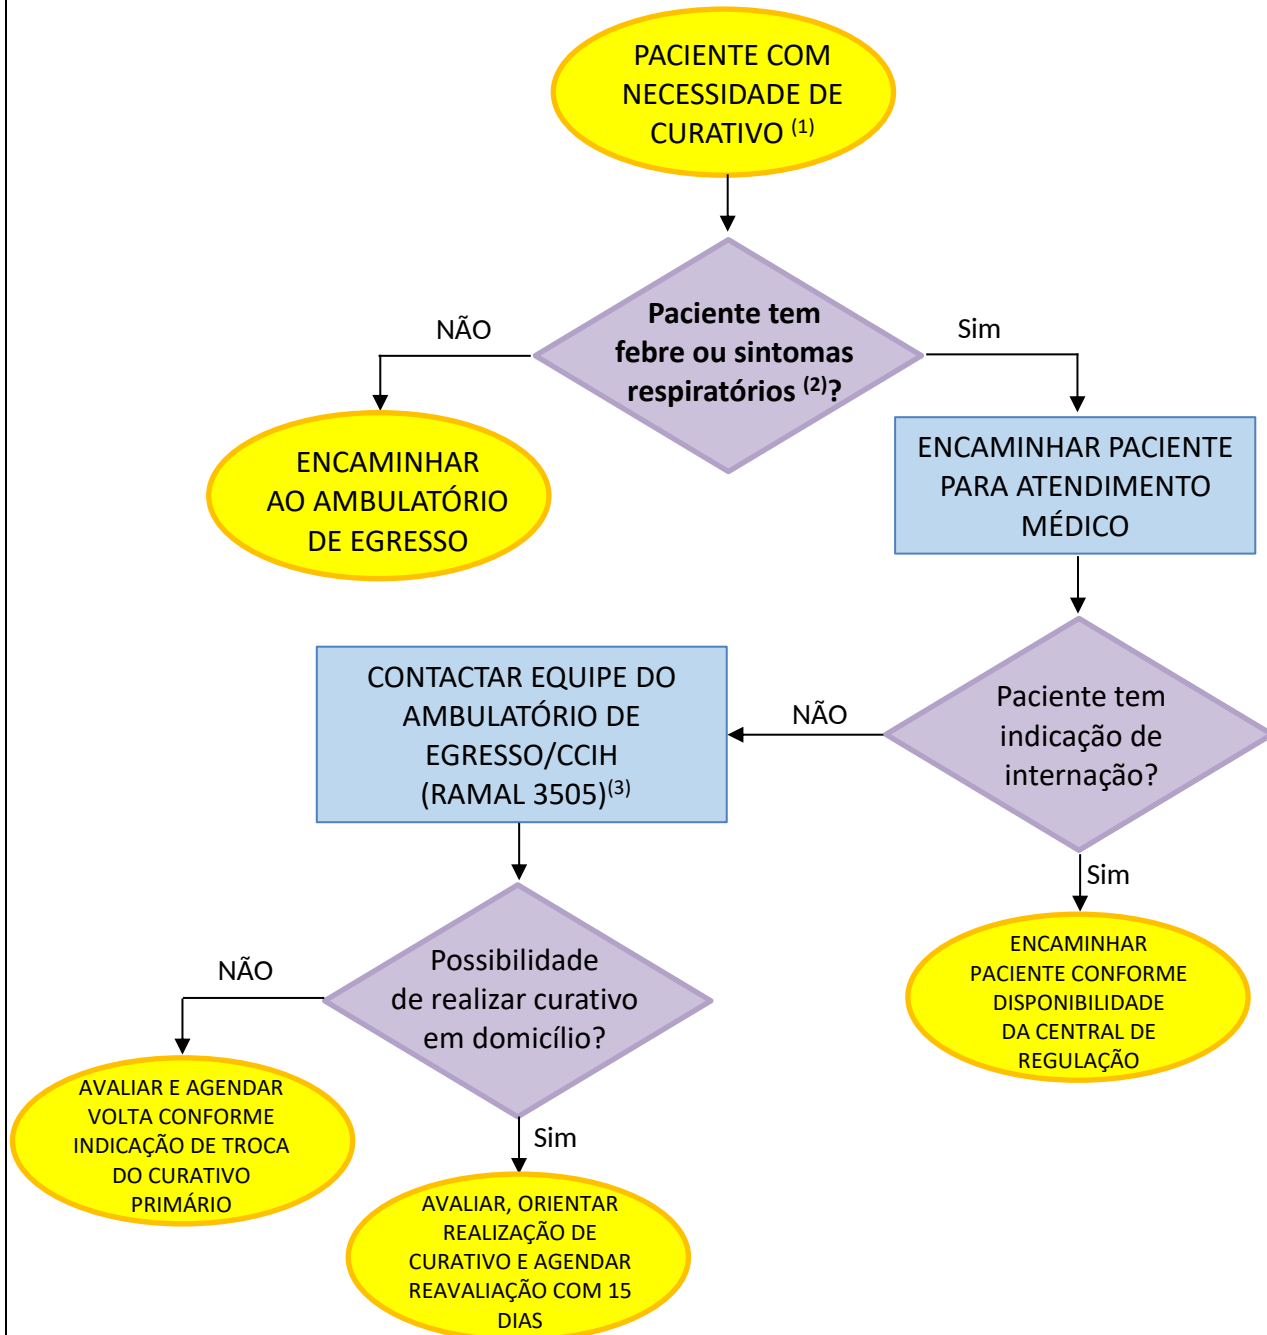 PACIENTE COM
NECESSIDADE DE
CURATIVO (1)
Paciente tem
febre ou sintomas
respiratórios (2)?
NÃO
Sim
ENCAMINHAR
AO AMBULATÓRIO
DE EGRESSO
ENCAMINHAR PACIENTE
PARA ATENDIMENTO
MÉDICO
Paciente tem
indicação de
internação?
NÃO
Sim
CONTACTAR EQUIPE DO
AMBULATÓRIO DE
EGRESSO/CCIH
(RAMAL 3505)(3)
ENCAMINHAR
PACIENTE CONFORME
DISPONIBILIDADE
DA CENTRAL DE
REGULAÇÃO
Possibilidade
de realizar curativo
em domicílio?
NÃO
Sim
AVALIAR E AGENDAR
VOLTA CONFORME
INDICAÇÃO DE TROCA
DO CURATIVO
PRIMÁRIO
AVALIAR, ORIENTAR
REALIZAÇÃO DE
CURATIVO E AGENDAR
REAVALIAÇÃO COM 15
DIAS